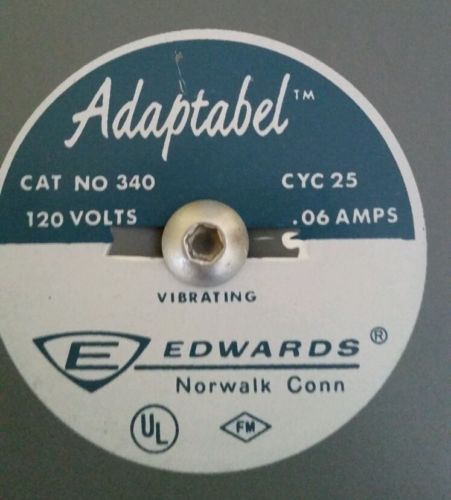 Adaptabel™
CAT NO 340 CYC 25
120 VOLTS .06 AMPS
VIBRATING
E EDWARDS®
Norwalk Conn
UL FM